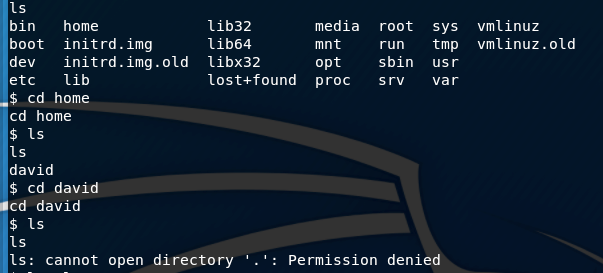 ls
bin   home            lib32       media  root  sys  vmlinuz
boot  initrd.img      lib64       mnt    run   tmp  vmlinuz.old
dev   initrd.img.old  libx32      opt    sbin  usr
etc   lib             lost+found  proc   srv   var
$ cd home
cd home
$ ls
ls
david
$ cd david
cd david
$ ls
ls
ls: cannot open directory '.': Permission denied